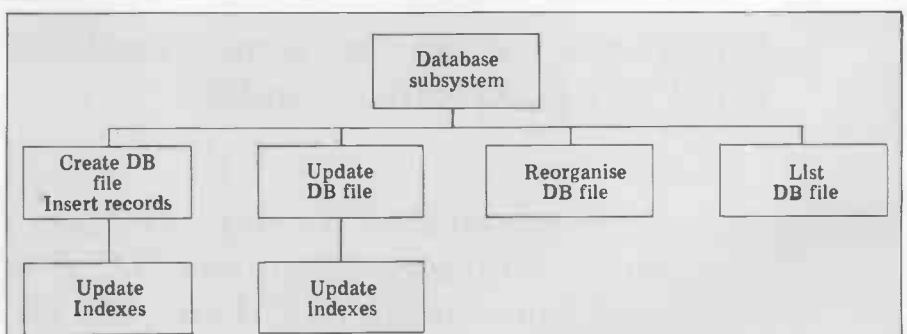 Database
subsystem
Create DB
file
Insert records
Update
DB file
Reorganise
DB file
List
DB file
Update
Indexes
Update
indexes